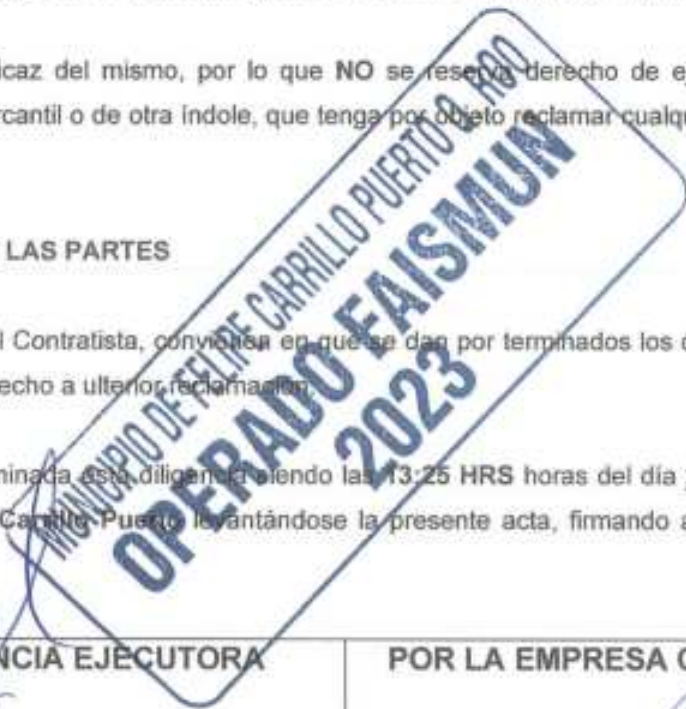 icaz del mismo, por lo que NO se reserva derecho de ej
rcantil o de otra índole, que tenga por objeto reclamar cualqu
LAS PARTES
l Contratista, convienen en que se dan por terminados los d
echo a ulterior reclamación.
minada esta diligencia siendo las 13:25 HRS horas del día
Carrillo Puerto levantándose la presente acta, firmando a
NCIA EJECUTORA
POR LA EMPRESA C
MUNICIPIO DE FELIPE CARRILLO PUERTO Q. ROO
OPERADO FAISMUN
2023